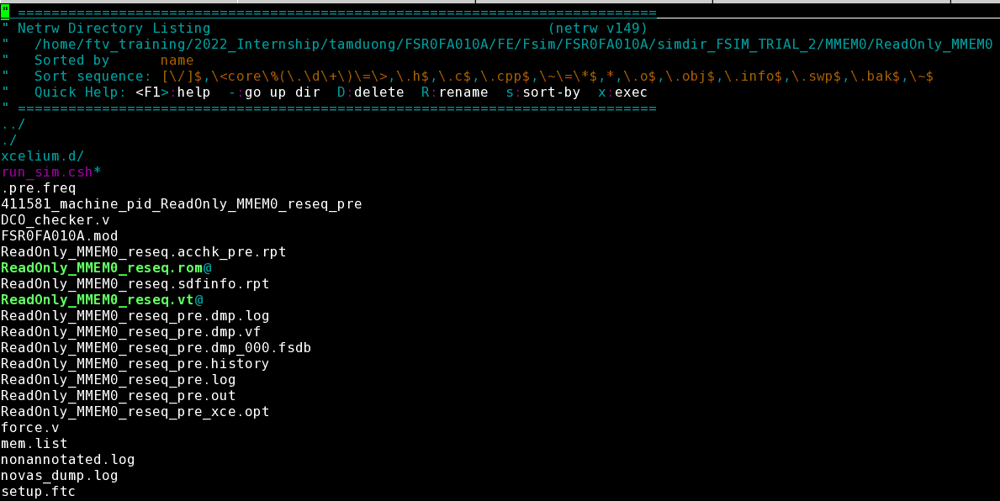 " ============================================================================
" Netrw Directory Listing                                        (netrw v149)
"   /home/ftv_training/2022_Internship/tamduong/FSR0FA010A/FE/Fsim/FSR0FA010A/simdir_FSIM_TRIAL_2/MMEM0/ReadOnly_MMEM0
"   Sorted by      name
"   Sort sequence: [\/]$,\<core\%(\.\d\+\)\=\>,\.h$,\.c$,\.cpp$,\~\=\*$,*,\.o$,\.obj$,\.info$,\.swp$,\.bak$,\~$
"   Quick Help: <F1>:help  -:go up dir  D:delete  R:rename  s:sort-by  x:exec
" ============================================================================
../
./
xcelium.d/
run_sim.csh*
.pre.freq
411581_machine_pid_ReadOnly_MMEM0_reseq_pre
DCO_checker.v
FSR0FA010A.mod
ReadOnly_MMEM0_reseq.acchk_pre.rpt
ReadOnly_MMEM0_reseq.rom@
ReadOnly_MMEM0_reseq.sdfinfo.rpt
ReadOnly_MMEM0_reseq.vt@
ReadOnly_MMEM0_reseq_pre.dmp.log
ReadOnly_MMEM0_reseq_pre.dmp.vf
ReadOnly_MMEM0_reseq_pre.dmp_000.fsdb
ReadOnly_MMEM0_reseq_pre.history
ReadOnly_MMEM0_reseq_pre.log
ReadOnly_MMEM0_reseq_pre.out
ReadOnly_MMEM0_reseq_pre_xce.opt
force.v
mem.list
nonannotated.log
novas_dump.log
setup.ftc